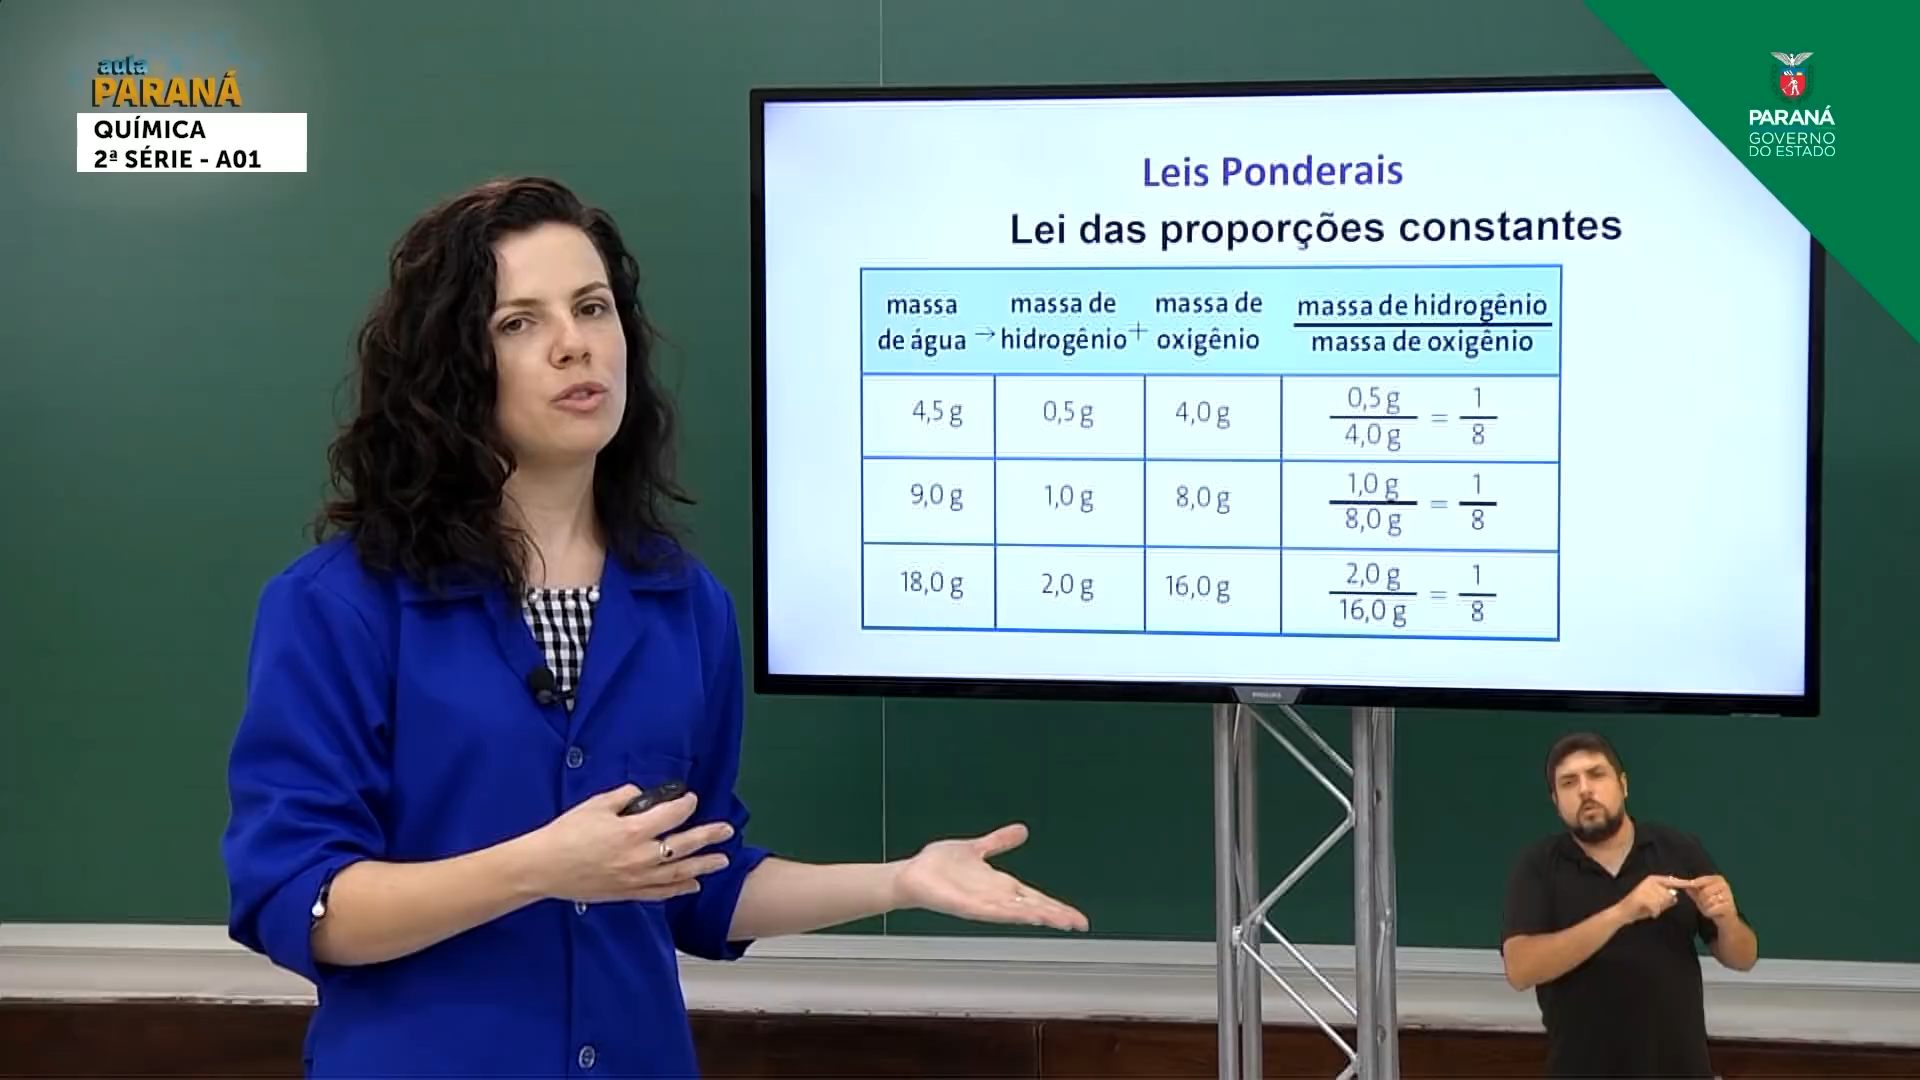 aula
PARANÁ
QUÍMICA
2ª SÉRIE - A01
PARANÁ
GOVERNO
DO ESTADO
Leis Ponderais
Lei das proporções constantes
massa de água → massa de hidrogênio + massa de oxigênio massa de hidrogênio / massa de oxigênio
4,5 g 0,5 g 4,0 g 0,5 g / 4,0 g = 1 / 8
9,0 g 1,0 g 8,0 g 1,0 g / 8,0 g = 1 / 8
18,0 g 2,0 g 16,0 g 2,0 g / 16,0 g = 1 / 8
PHILIPS